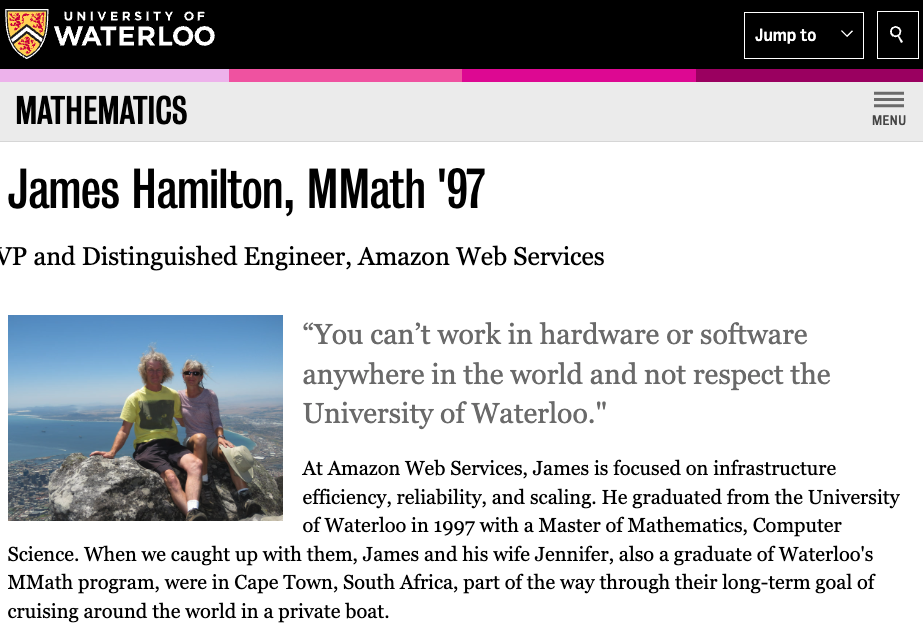 UNIVERSITY OF
WATERLOO
Jump to
MATHEMATICS
MENU
James Hamilton, MMath '97
VP and Distinguished Engineer, Amazon Web Services
“You can’t work in hardware or software
anywhere in the world and not respect the
University of Waterloo."
At Amazon Web Services, James is focused on infrastructure
efficiency, reliability, and scaling. He graduated from the University
of Waterloo in 1997 with a Master of Mathematics, Computer
Science. When we caught up with them, James and his wife Jennifer, also a graduate of Waterloo's
MMath program, were in Cape Town, South Africa, part of the way through their long-term goal of
cruising around the world in a private boat.